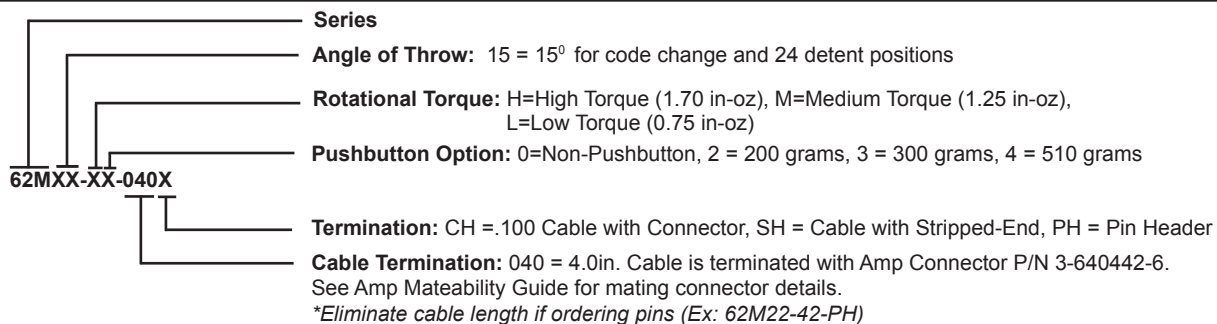 Series
Angle of Throw: 15 = 15⁰ for code change and 24 detent positions
Rotational Torque: H=High Torque (1.70 in-oz), M=Medium Torque (1.25 in-oz),
L=Low Torque (0.75 in-oz)
Pushbutton Option: 0=Non-Pushbutton, 2 = 200 grams, 3 = 300 grams, 4 = 510 grams
62MXX-XX-040X
Termination: CH =.100 Cable with Connector, SH = Cable with Stripped-End, PH = Pin Header
Cable Termination: 040 = 4.0in. Cable is terminated with Amp Connector P/N 3-640442-6.
See Amp Mateability Guide for mating connector details.
*Eliminate cable length if ordering pins (Ex: 62M22-42-PH)